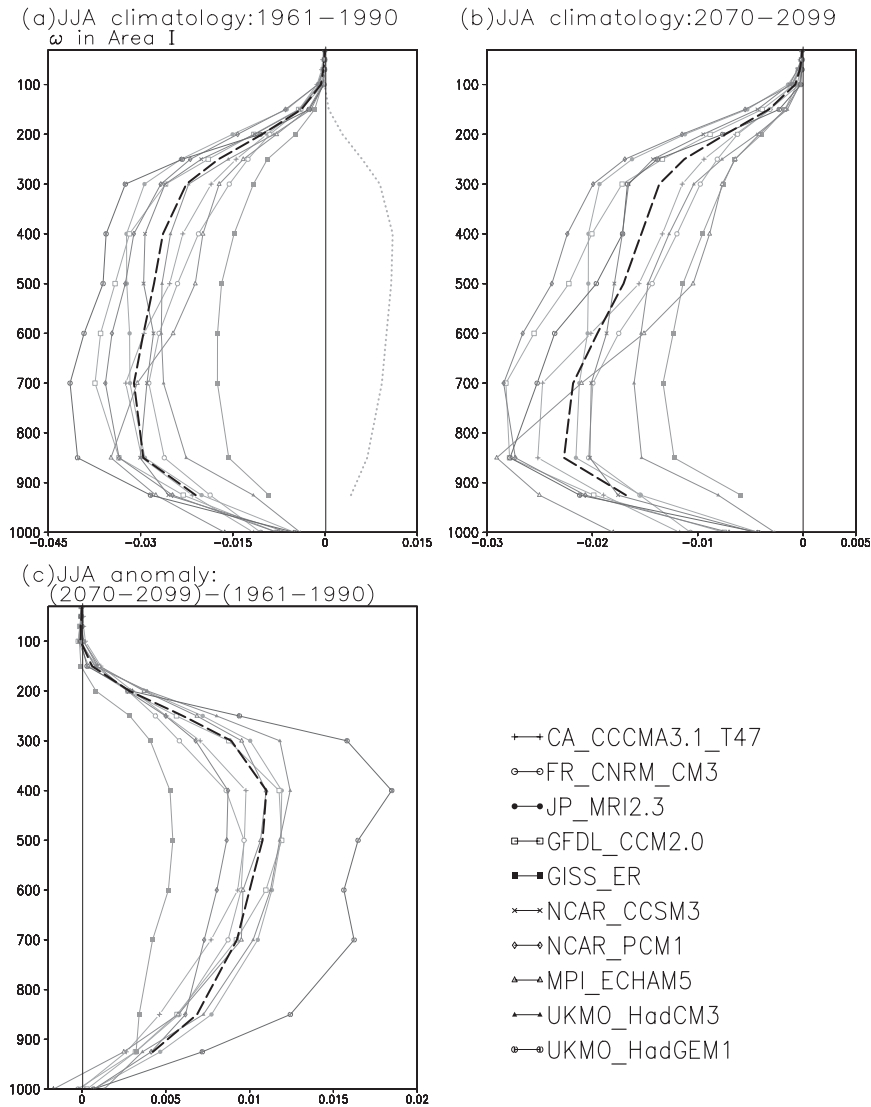 (a)JJA climatology:1961−1990
ω in Area I
100
200
300
400
500
600
700
800
900
1000
−0.045 −0.03 −0.015 0 0.015
(b)JJA climatology:2070−2099
100
200
300
400
500
600
700
800
900
1000
−0.03 −0.02 −0.01 0 0.005
(c)JJA anomaly:
(2070−2099)−(1961−1990)
100
200
300
400
500
600
700
800
900
1000
0 0.005 0.01 0.015 0.02
CA_CCCMA3.1_T47
FR_CNRM_CM3
JP_MRI2.3
GFDL_CCM2.0
GISS_ER
NCAR_CCSM3
NCAR_PCM1
MPI_ECHAM5
UKMO_HadCM3
UKMO_HadGEM1